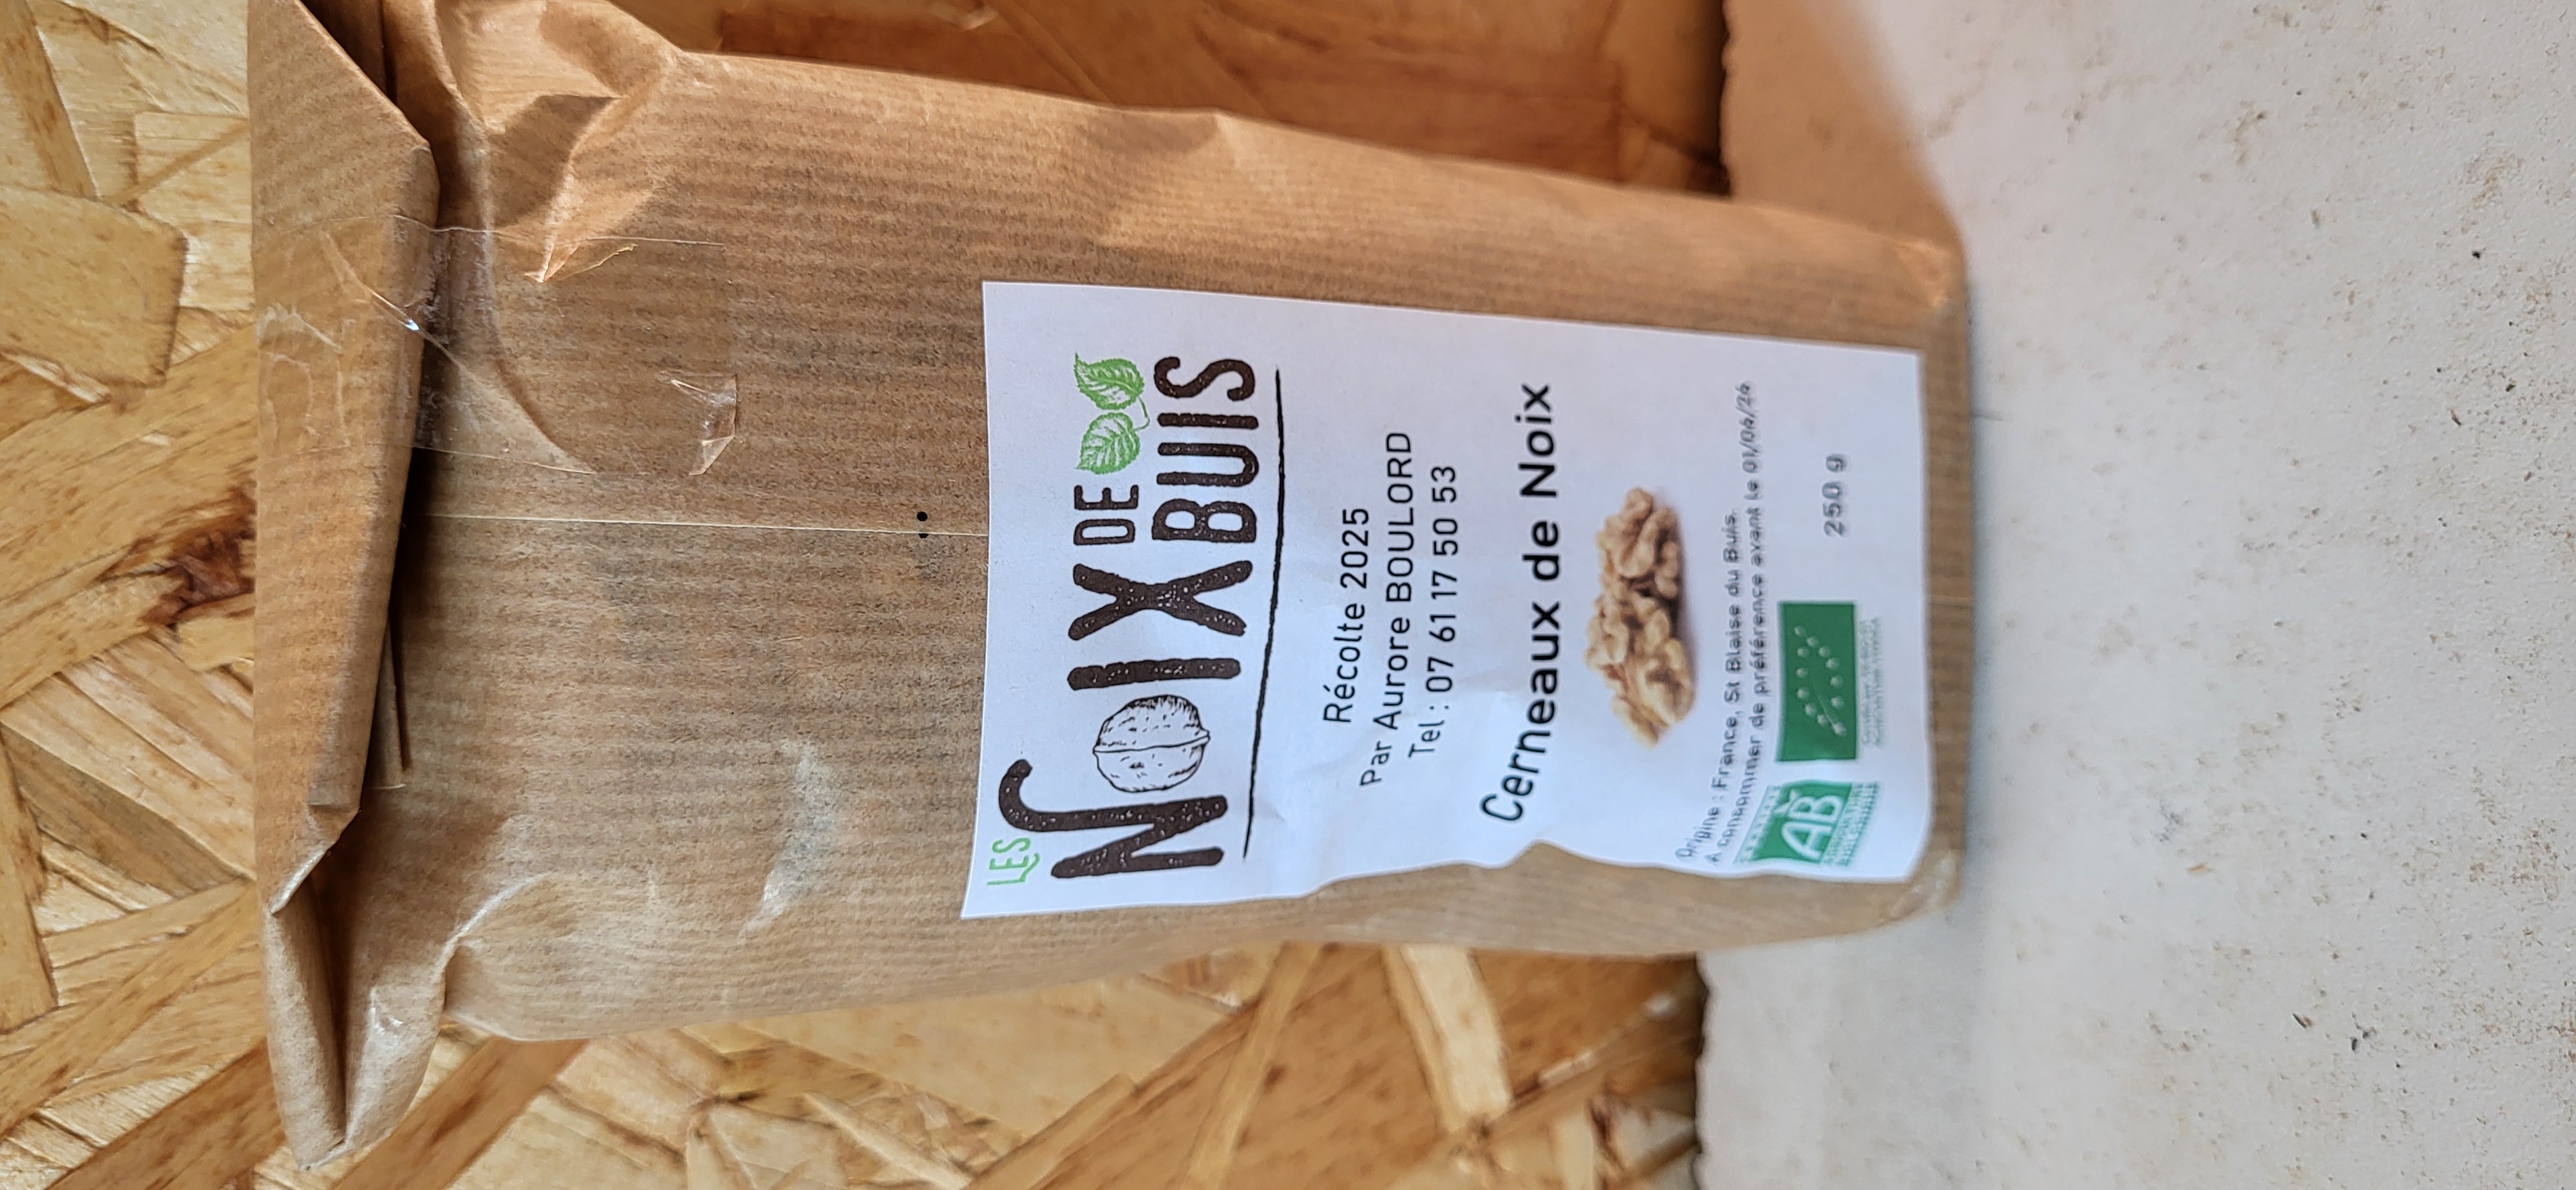 LES
NOIX DE
BUIS
Récolte 2025
Par Aurore BOULORD
Tel : 07 61 17 50 53
Cerneaux de Noix
Origine : France, St Blaise du Buis.
A consommer de préférence avant le 01/06/26
AB
250 g